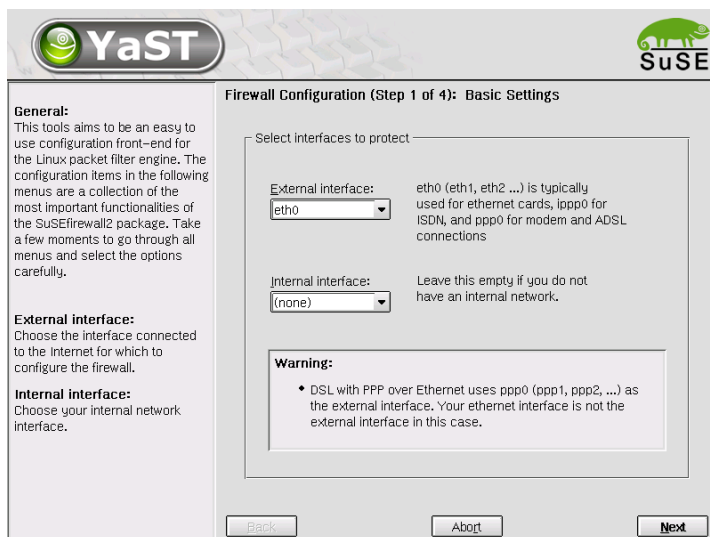 YaST
SuSE
General:
This tools aims to be an easy to
use configuration front-end for
the Linux packet filter engine. The
configuration items in the following
menus are a collection of the
most important functionalities of
the SuSEfirewall2 package. Take
a few moments to go through all
menus and select the options
carefully.
External interface:
Choose the interface connected
to the Internet for which to
configure the firewall.
Internal interface:
Choose your internal network
interface.
Firewall Configuration (Step 1 of 4): Basic Settings
Select interfaces to protect
External interface:
eth0
eth0 (eth1, eth2 ...) is typically
used for ethernet cards, ippp0 for
ISDN, and ppp0 for modem and ADSL
connections
Internal interface:
(none)
Leave this empty if you do not
have an internal network.
Warning:
◆ DSL with PPP over Ethernet uses ppp0 (ppp1, ppp2, ...) as
the external interface. Your ethernet interface is not the
external interface in this case.
Back
Abort
Next